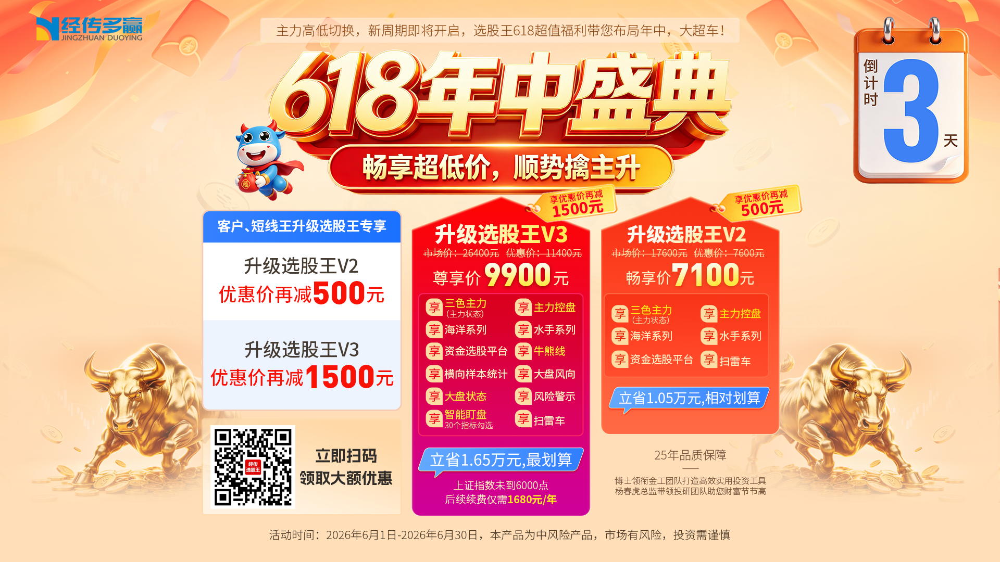 经传多赢
JINGZHUAN DUOYING
主力高低切换，新周期即将开启，选股王618超值福利带您布局年中，大超车！
618年中盛典
畅享超低价，顺势擒主升
倒计时
3
天
福
客户、短线王升级选股王专享
升级选股王V2
优惠价再减500元
升级选股王V3
优惠价再减1500元
经传
选股王
立即扫码
领取大额优惠
享优惠价再减
1500元
升级选股王V3
市场价：26400元 优惠价：11400元
尊享价9900元
享 三色主力
（主力状态）
享 主力控盘
享 海洋系列
享 水手系列
享 资金选股平台
享 牛熊线
享 横向样本统计
享 大盘风向
享 大盘状态
享 风险警示
享 智能盯盘
30个指标勾选
享 扫雷车
立省1.65万元,最划算
上证指数未到6000点
后续续费仅需1680元/年
享优惠价再减
500元
升级选股王V2
市场价：17600元 优惠价：7600元
畅享价7100元
享 三色主力
（主力状态）
享 主力控盘
享 海洋系列
享 水手系列
享 资金选股平台
享 扫雷车
立省1.05万元,相对划算
25年品质保障
博士领衔金工团队打造高效实用投资工具
杨春虎总监带领投研团队助您财富节节高
活动时间：2026年6月1日-2026年6月30日，本产品为中风险产品，市场有风险，投资需谨慎